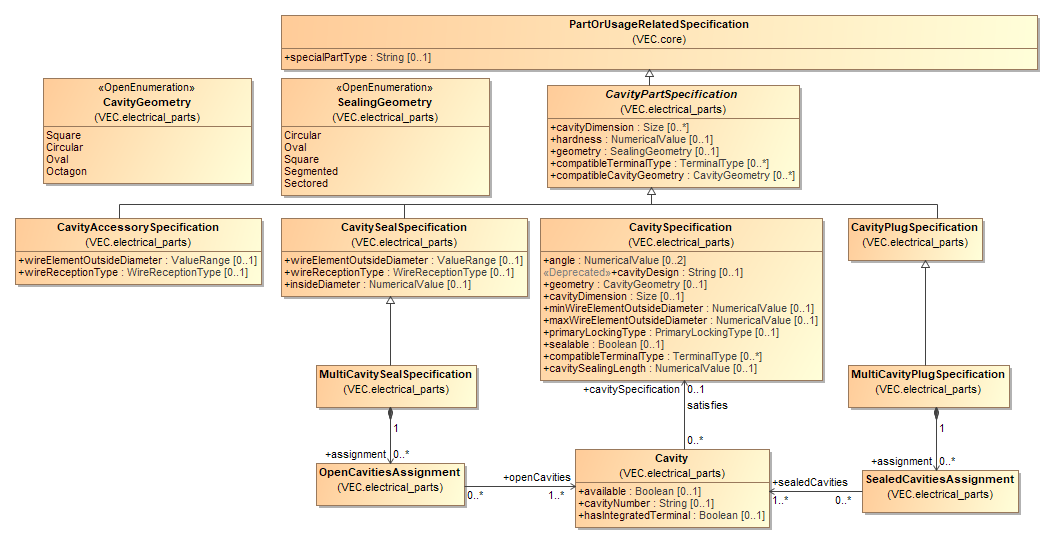 PartOrUsageRelatedSpecification
(VEC.core)
+specialPartType : String [0..1]
«OpenEnumeration»
CavityGeometry
(VEC.electrical_parts)
Square
Circular
Oval
Octagon
«OpenEnumeration»
SealingGeometry
(VEC.electrical_parts)
Circular
Oval
Square
Segmented
Sectored
CavityPartSpecification
(VEC.electrical_parts)
+cavityDimension : Size [0..*]
+hardness : NumericalValue [0..1]
+geometry : SealingGeometry [0..1]
+compatibleTerminalType : TerminalType [0..*]
+compatibleCavityGeometry : CavityGeometry [0..*]
CavityAccessorySpecification
(VEC.electrical_parts)
+wireElementOutsideDiameter : ValueRange [0..1]
+wireReceptionType : WireReceptionType [0..1]
CavitySealSpecification
(VEC.electrical_parts)
+wireElementOutsideDiameter : ValueRange [0..1]
+wireReceptionType : WireReceptionType [0..1]
+insideDiameter : NumericalValue [0..1]
CavitySpecification
(VEC.electrical_parts)
+angle : NumericalValue [0..2]
«Deprecated»+cavityDesign : String [0..1]
+geometry : CavityGeometry [0..1]
+cavityDimension : Size [0..1]
+minWireElementOutsideDiameter : NumericalValue [0..1]
+maxWireElementOutsideDiameter : NumericalValue [0..1]
+primaryLockingType : PrimaryLockingType [0..1]
+sealable : Boolean [0..1]
+compatibleTerminalType : TerminalType [0..*]
+cavitySealingLength : NumericalValue [0..1]
CavityPlugSpecification
(VEC.electrical_parts)
MultiCavitySealSpecification
(VEC.electrical_parts)
MultiCavityPlugSpecification
(VEC.electrical_parts)
+cavitySpecification 0..1
satisfies
0..*
1
+assignment 0..*
1
+assignment 0..*
OpenCavitiesAssignment
(VEC.electrical_parts)
+openCavities
0..* 1..*
Cavity
(VEC.electrical_parts)
+available : Boolean [0..1]
+cavityNumber : String [0..1]
+hasIntegratedTerminal : Boolean [0..1]
+sealedCavities
1..* 0..*
SealedCavitiesAssignment
(VEC.electrical_parts)